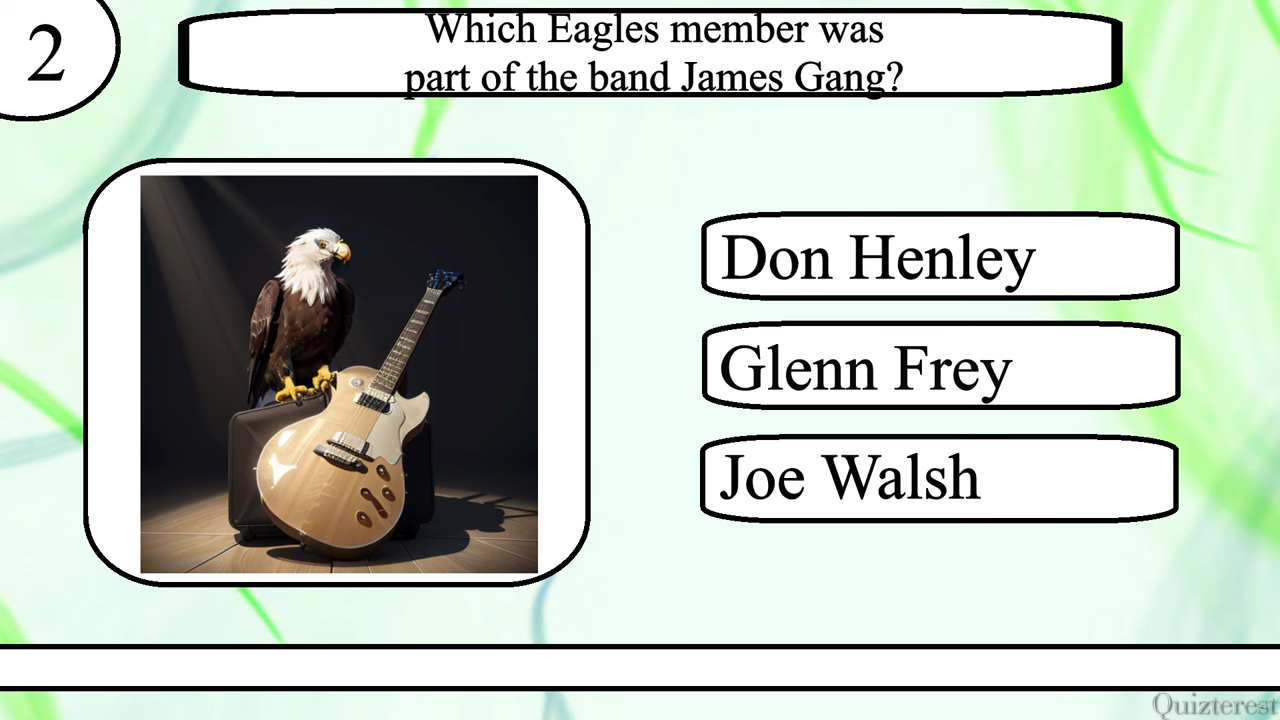 2
Which Eagles member was
part of the band James Gang?
Don Henley
Glenn Frey
Joe Walsh
Quizterest